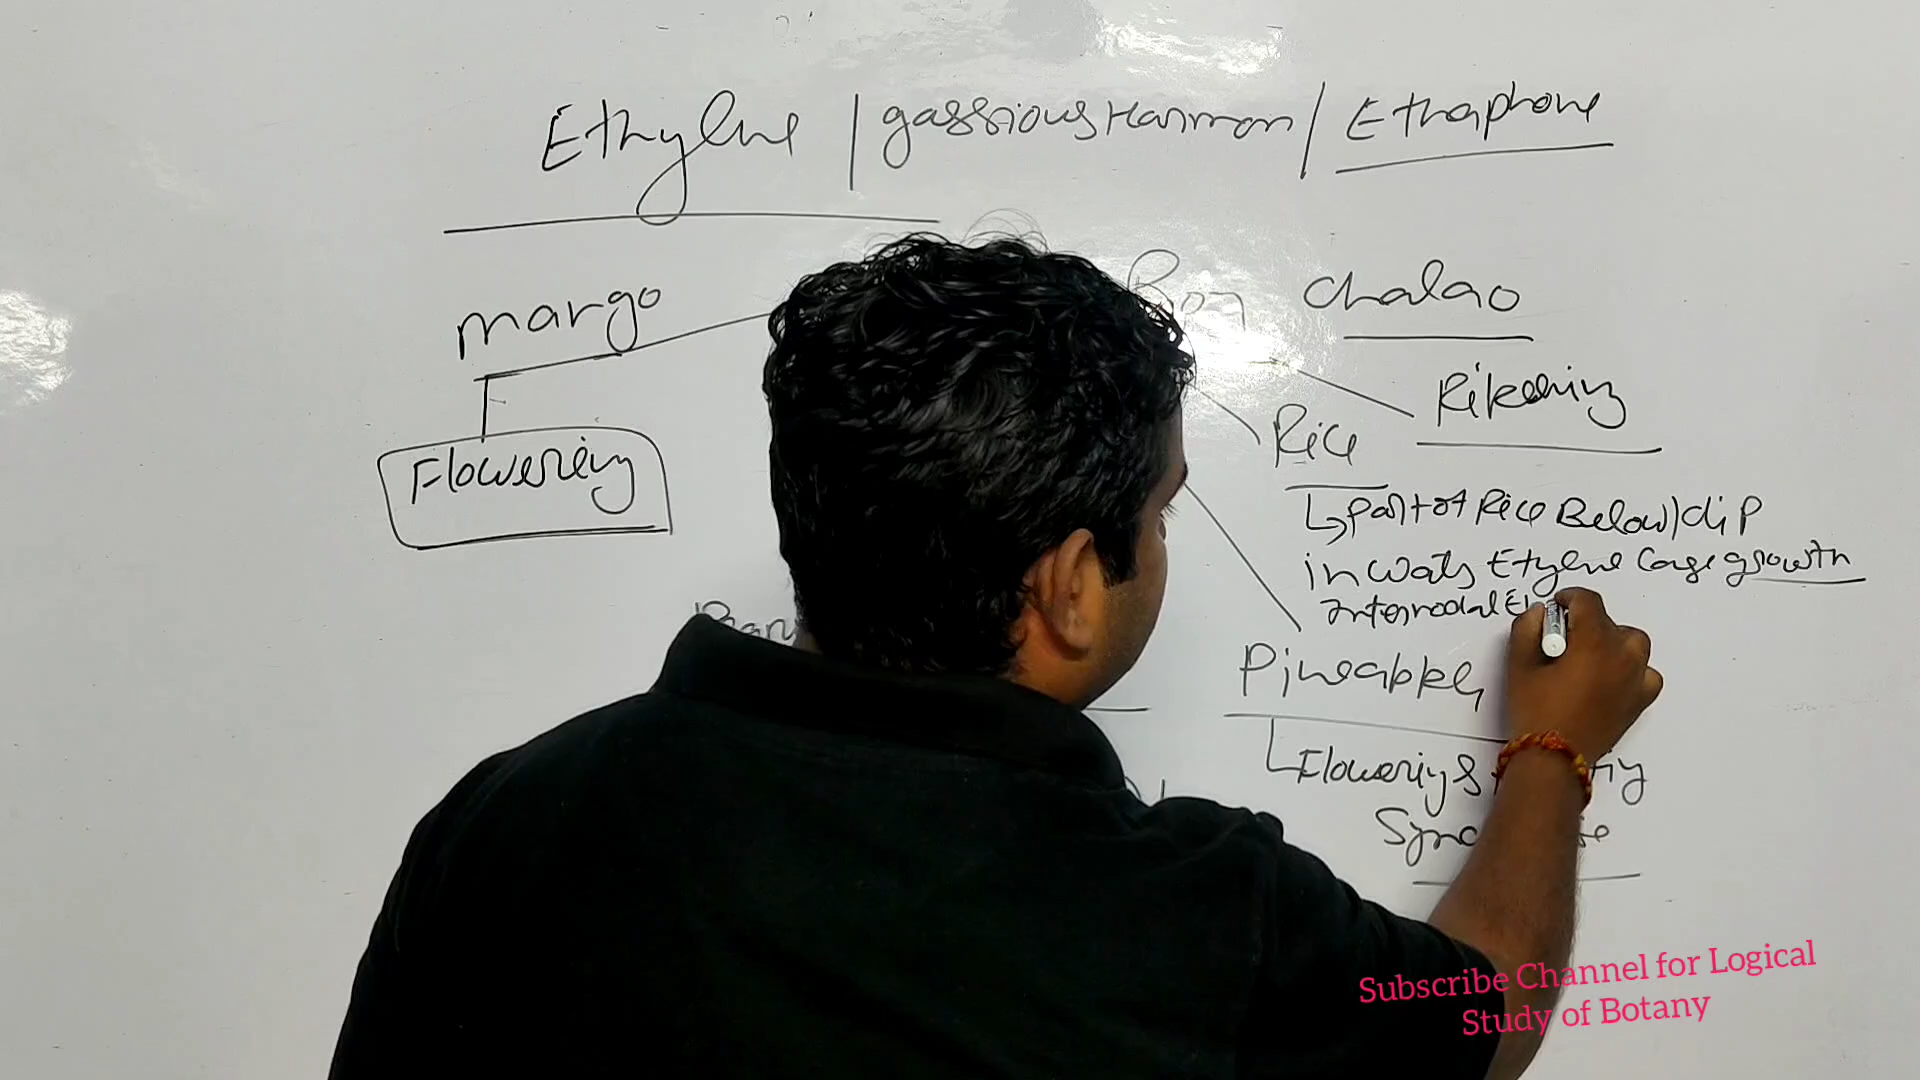 Ethylene / gassious Harmon / Ethaphone
mango
Chalao
Rikening
Rice
Flowering
Part of Rice Below/dip
in Water Etylene Cause growth
Internodal El
Pineapple
Flowering &
Subscribe Channel for Logical
Study of Botany